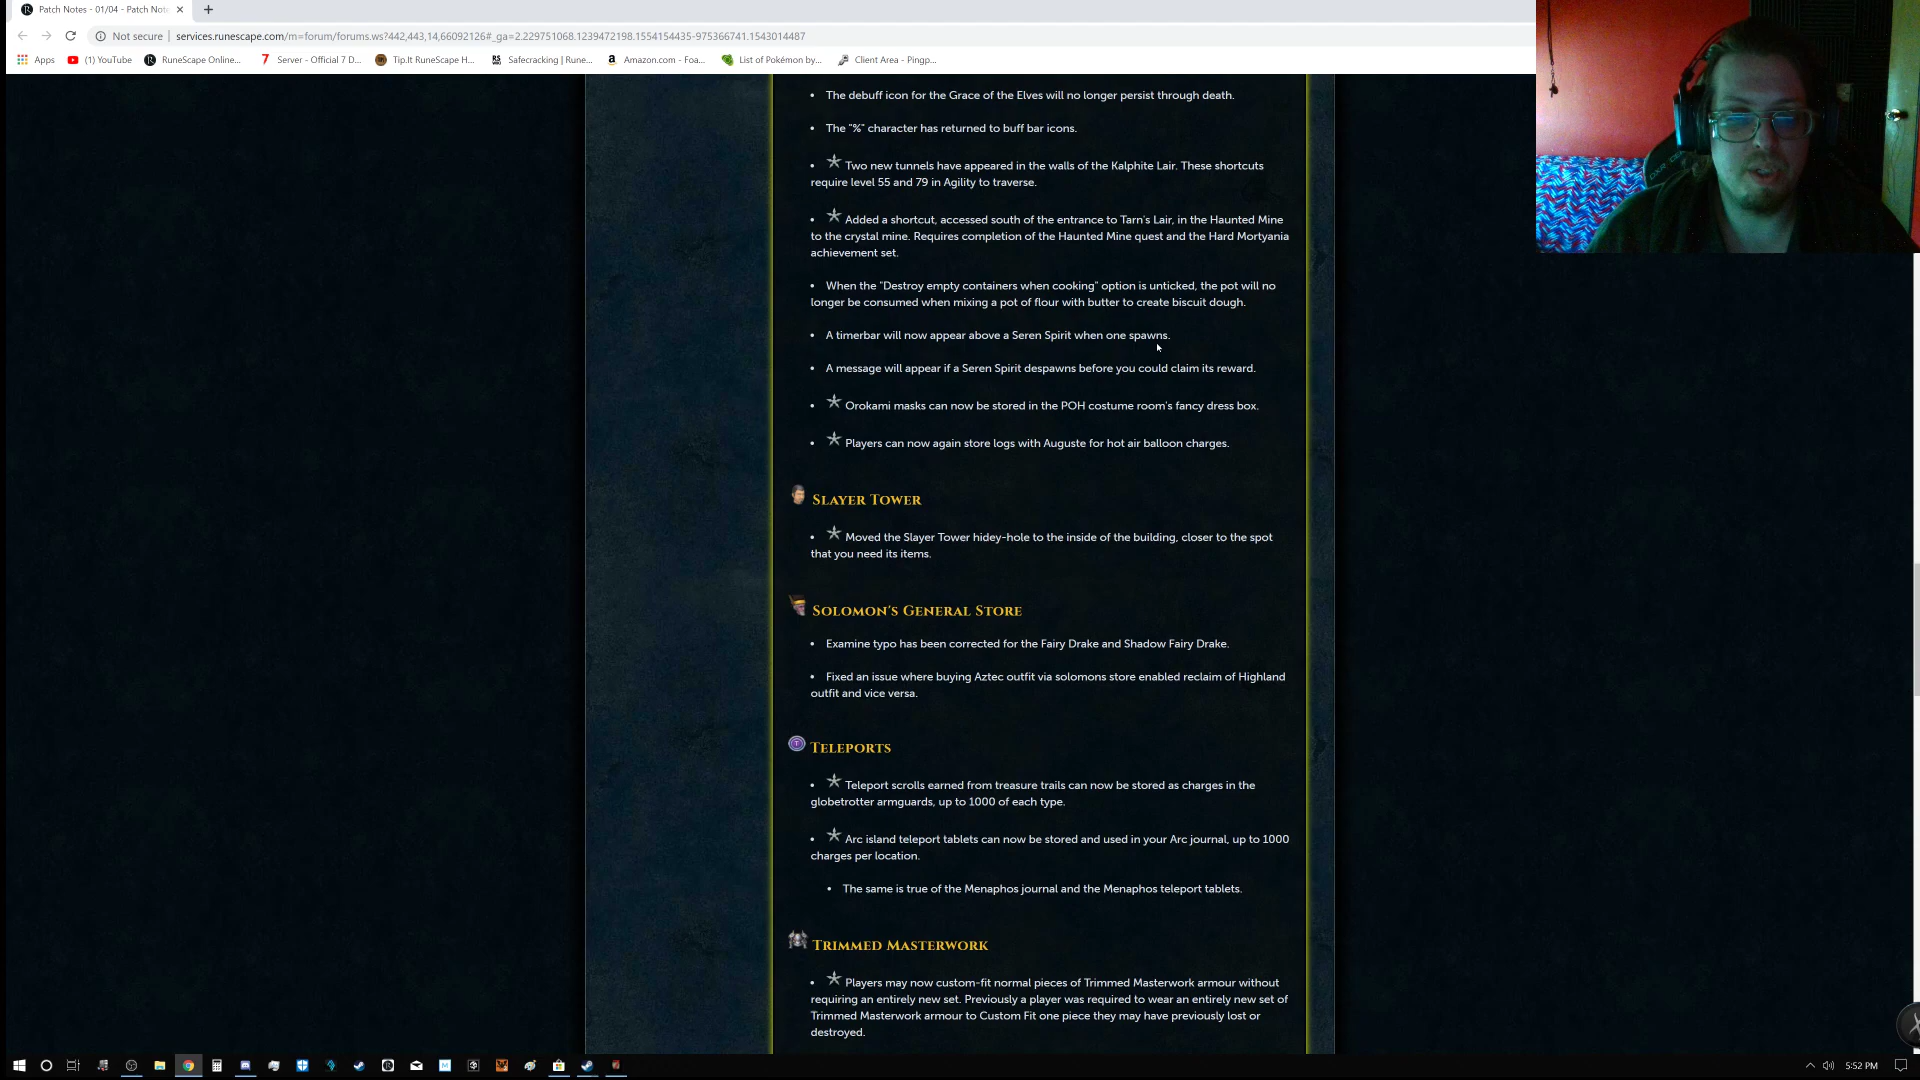 Patch Notes - 01/04 - Patch Not
Not secure | services.runescape.com/m=forum/forums.ws?442,443,14,66092126#_ga=2.229751068.1239472198.1554154435-975366741.1543014487
Apps (1) YouTube RuneScape Online... Server - Official 7 D... Tip.It RuneScape H... Safecracking | Rune... Amazon.com - Foa... List of Pokémon by... Client Area - Pingp...
• The debuff icon for the Grace of the Elves will no longer persist through death.
• The "%" character has returned to buff bar icons.
• Two new tunnels have appeared in the walls of the Kalphite Lair. These shortcuts
require level 55 and 79 in Agility to traverse.
• Added a shortcut, accessed south of the entrance to Tarn's Lair, in the Haunted Mine
to the crystal mine. Requires completion of the Haunted Mine quest and the Hard Mortyania
achievement set.
• When the "Destroy empty containers when cooking" option is unticked, the pot will no
longer be consumed when mixing a pot of flour with butter to create biscuit dough.
• A timerbar will now appear above a Seren Spirit when one spawns.
• A message will appear if a Seren Spirit despawns before you could claim its reward.
• Orokami masks can now be stored in the POH costume room's fancy dress box.
• Players can now again store logs with Auguste for hot air balloon charges.
Slayer Tower
• Moved the Slayer Tower hidey-hole to the inside of the building, closer to the spot
that you need its items.
Solomon's General Store
• Examine typo has been corrected for the Fairy Drake and Shadow Fairy Drake.
• Fixed an issue where buying Aztec outfit via solomons store enabled reclaim of Highland
outfit and vice versa.
Teleports
• Teleport scrolls earned from treasure trails can now be stored as charges in the
globetrotter armguards, up to 1000 of each type.
• Arc island teleport tablets can now be stored and used in your Arc journal, up to 1000
charges per location.
• The same is true of the Menaphos journal and the Menaphos teleport tablets.
Trimmed Masterwork
• Players may now custom-fit normal pieces of Trimmed Masterwork armour without
requiring an entirely new set. Previously a player was required to wear an entirely new set of
Trimmed Masterwork armour to Custom Fit one piece they may have previously lost or
destroyed.
5:52 PM